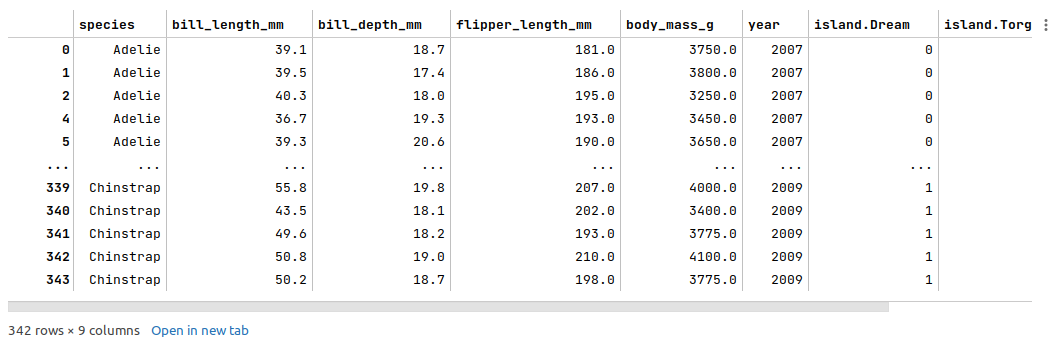 species bill_length_mm bill_depth_mm flipper_length_mm body_mass_g year island.Dream island.Torg
0 Adelie 39.1 18.7 181.0 3750.0 2007 0
1 Adelie 39.5 17.4 186.0 3800.0 2007 0
2 Adelie 40.3 18.0 195.0 3250.0 2007 0
4 Adelie 36.7 19.3 193.0 3450.0 2007 0
5 Adelie 39.3 20.6 190.0 3650.0 2007 0
... ... ... ... ... ... ... ...
339 Chinstrap 55.8 19.8 207.0 4000.0 2009 1
340 Chinstrap 43.5 18.1 202.0 3400.0 2009 1
341 Chinstrap 49.6 18.2 193.0 3775.0 2009 1
342 Chinstrap 50.8 19.0 210.0 4100.0 2009 1
343 Chinstrap 50.2 18.7 198.0 3775.0 2009 1
342 rows × 9 columns Open in new tab